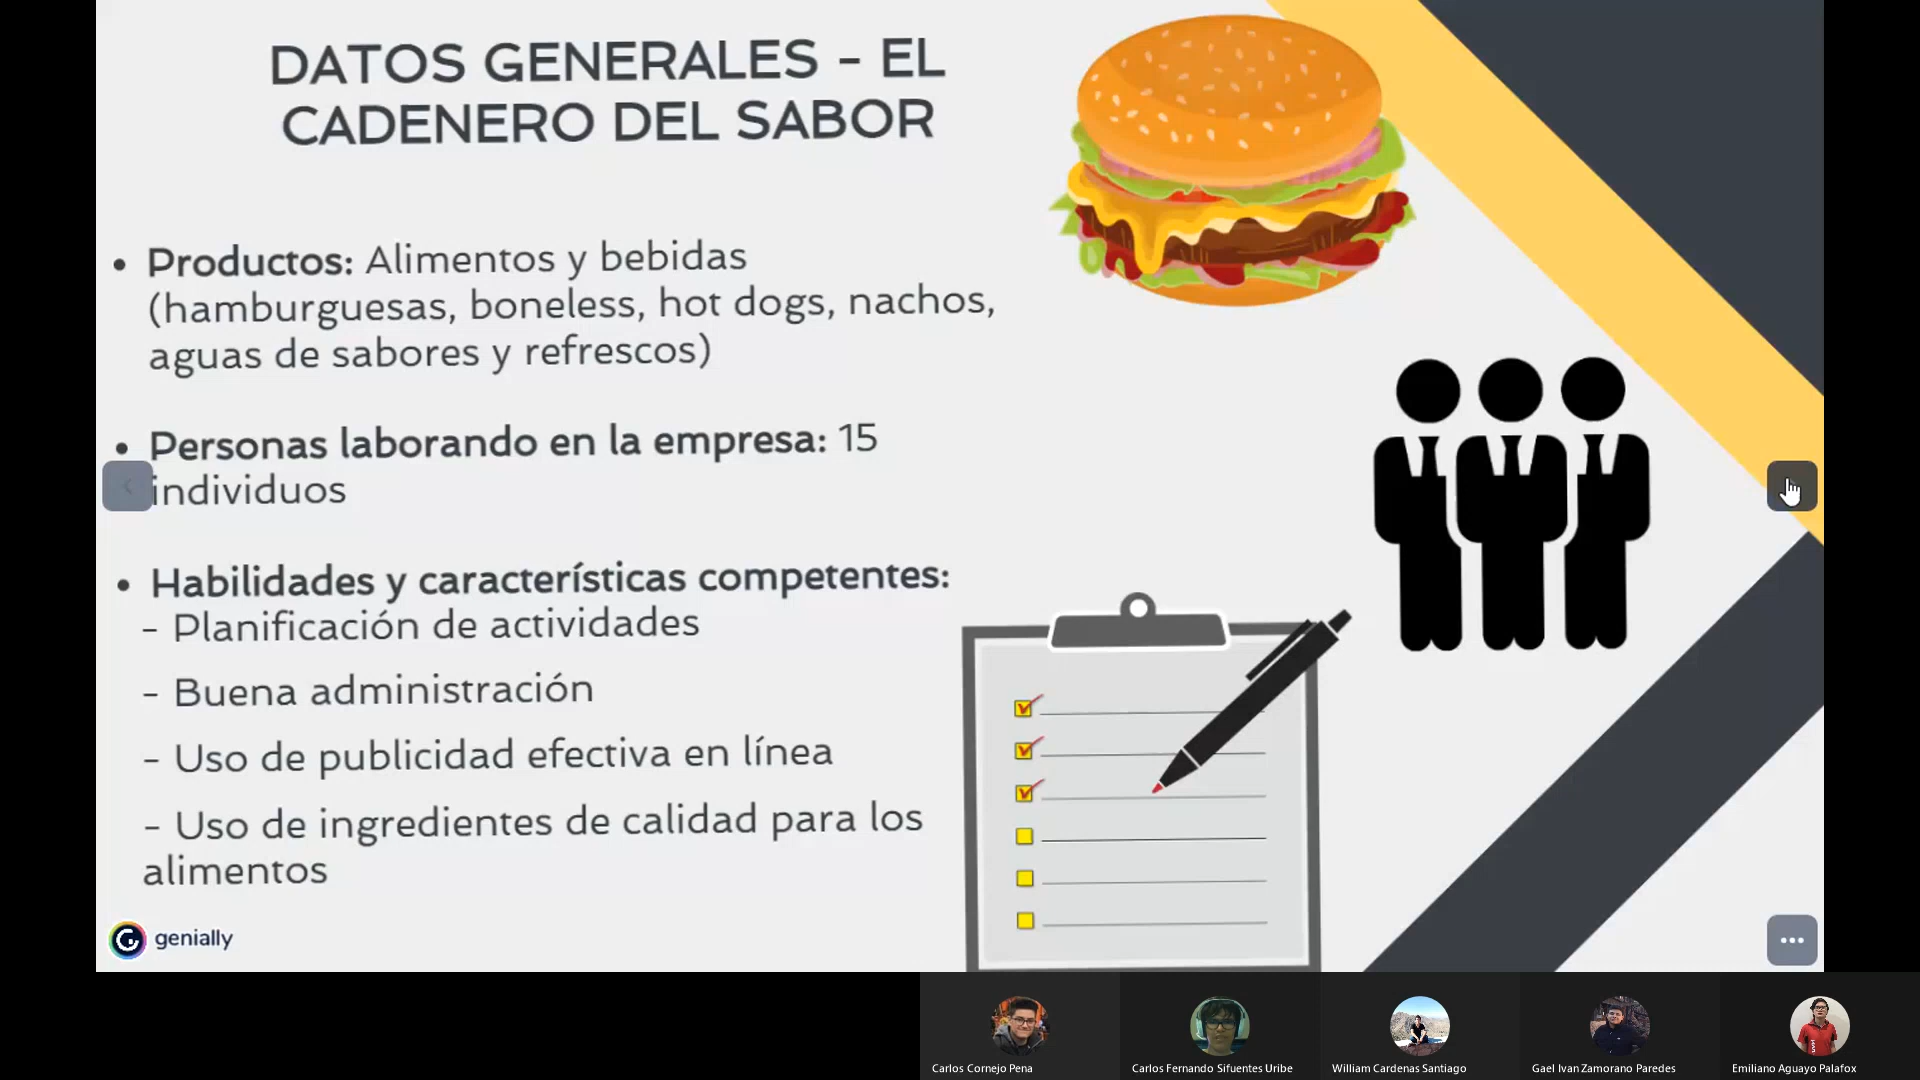 DATOS GENERALES - EL
CADENERO DEL SABOR
• Productos: Alimentos y bebidas
(hamburguesas, boneless, hot dogs, nachos,
aguas de sabores y refrescos)
• Personas laborando en la empresa: 15
individuos
• Habilidades y características competentes:
- Planificación de actividades
- Buena administración
- Uso de publicidad efectiva en línea
- Uso de ingredientes de calidad para los
alimentos
genially
Carlos Cornejo Pena
Carlos Fernando Sifuentes Uribe
William Cardenas Santiago
Gael Ivan Zamorano Paredes
Emiliano Aguayo Palafox